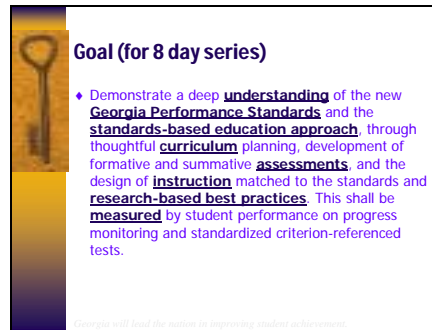 Goal (for 8 day series)
♦ Demonstrate a deep understanding of the new
Georgia Performance Standards and the
standards-based education approach, through
thoughtful curriculum planning, development of
formative and summative assessments, and the
design of instruction matched to the standards and
research-based best practices. This shall be
measured by student performance on progress
monitoring and standardized criterion-referenced
tests.
Georgia will lead the nation in improving student achievement.